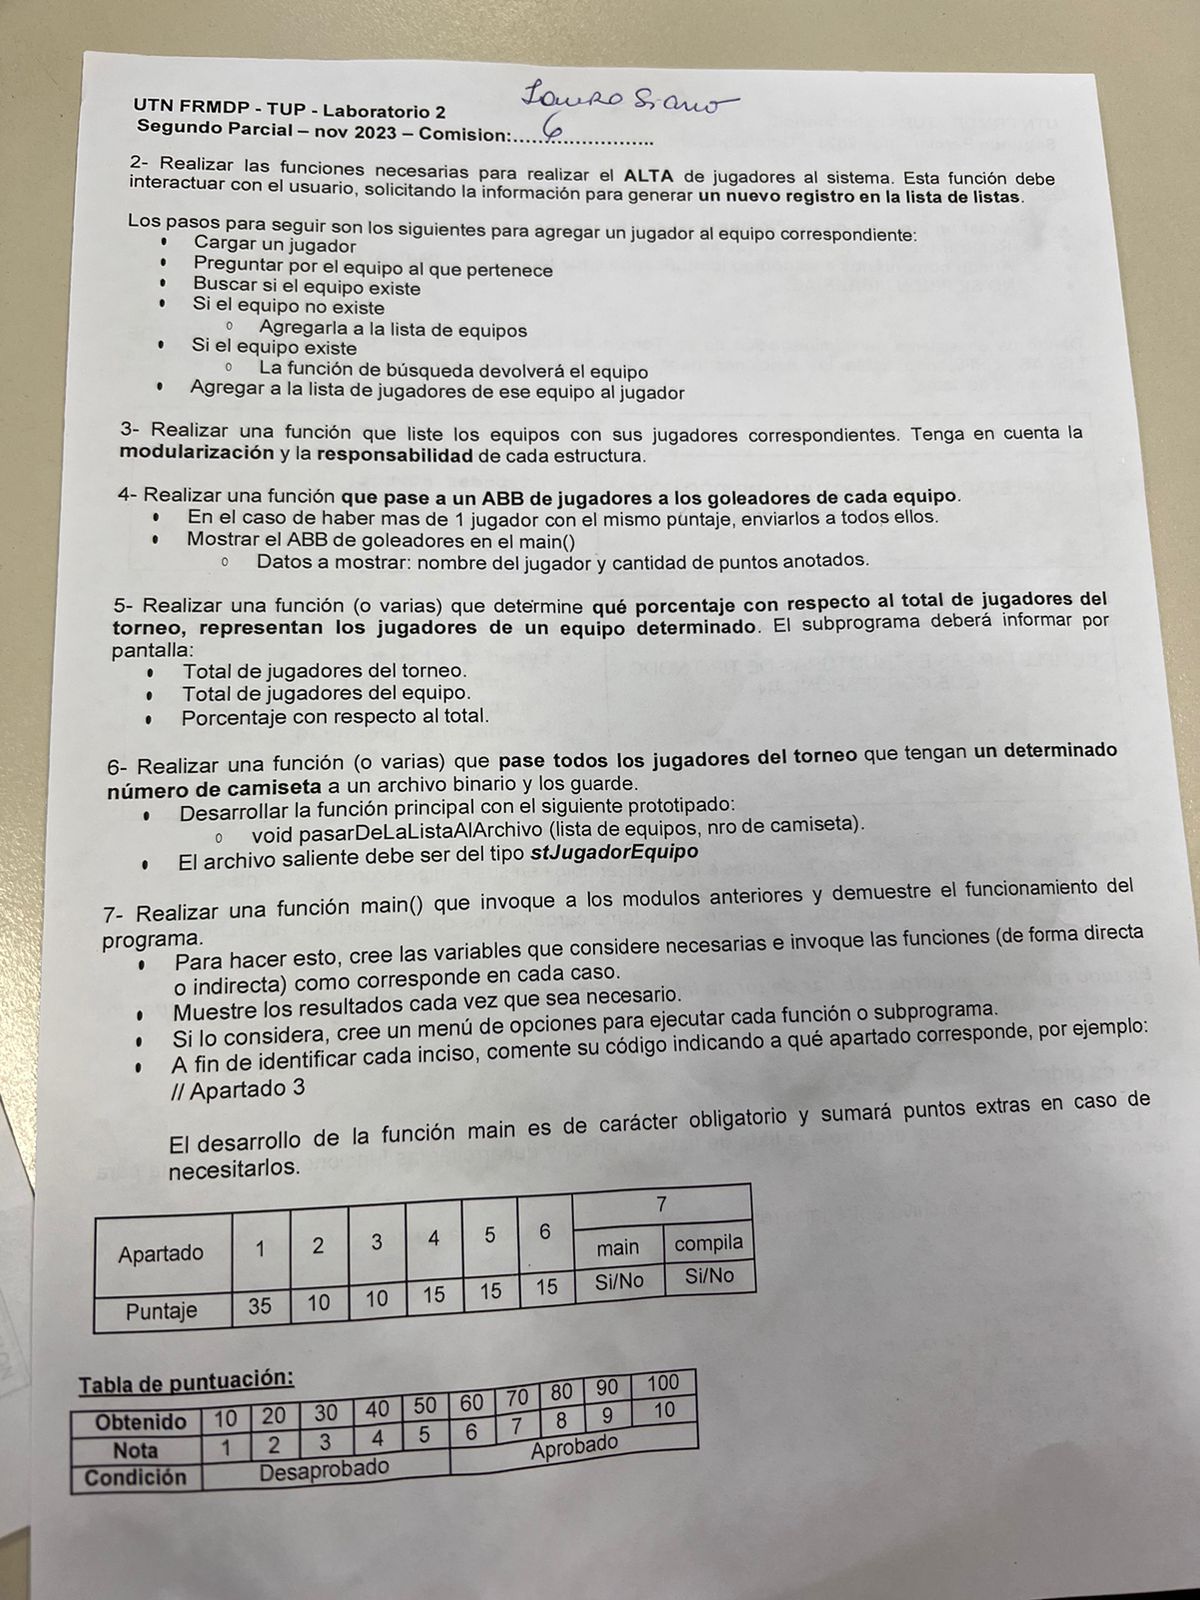 UTN FRMDP - TUP - Laboratorio 2
Segundo Parcial – nov 2023 – Comision:...6...................
2- Realizar las funciones necesarias para realizar el ALTA de jugadores al sistema. Esta función debe
interactuar con el usuario, solicitando la información para generar un nuevo registro en la lista de listas.
Los pasos para seguir son los siguientes para agregar un jugador al equipo correspondiente:
• Cargar un jugador
• Preguntar por el equipo al que pertenece
• Buscar si el equipo existe
• Si el equipo no existe
o Agregarla a la lista de equipos
• Si el equipo existe
o La función de búsqueda devolverá el equipo
• Agregar a la lista de jugadores de ese equipo al jugador
3- Realizar una función que liste los equipos con sus jugadores correspondientes. Tenga en cuenta la
modularización y la responsabilidad de cada estructura.
4- Realizar una función que pase a un ABB de jugadores a los goleadores de cada equipo.
• En el caso de haber mas de 1 jugador con el mismo puntaje, enviarlos a todos ellos.
• Mostrar el ABB de goleadores en el main()
o Datos a mostrar: nombre del jugador y cantidad de puntos anotados.
5- Realizar una función (o varias) que determine qué porcentaje con respecto al total de jugadores del
torneo, representan los jugadores de un equipo determinado. El subprograma deberá informar por
pantalla:
• Total de jugadores del torneo.
• Total de jugadores del equipo.
• Porcentaje con respecto al total.
6- Realizar una función (o varias) que pase todos los jugadores del torneo que tengan un determinado
número de camiseta a un archivo binario y los guarde.
• Desarrollar la función principal con el siguiente prototipado:
o void pasarDeLaListaAlArchivo (lista de equipos, nro de camiseta).
• El archivo saliente debe ser del tipo stJugadorEquipo
7- Realizar una función main() que invoque a los modulos anteriores y demuestre el funcionamiento del
programa.
• Para hacer esto, cree las variables que considere necesarias e invoque las funciones (de forma directa
o indirecta) como corresponde en cada caso.
• Muestre los resultados cada vez que sea necesario.
• Si lo considera, cree un menú de opciones para ejecutar cada función o subprograma.
• A fin de identificar cada inciso, comente su código indicando a qué apartado corresponde, por ejemplo:
// Apartado 3
El desarrollo de la función main es de carácter obligatorio y sumará puntos extras en caso de
necesitarlos.
Apartado 1 2 3 4 5 6 7
main compila
Puntaje 35 10 10 15 15 15 Si/No Si/No
Tabla de puntuación:
Obtenido 10 20 30 40 50 60 70 80 90 100
Nota 1 2 3 4 5 6 7 8 9 10
Condición Desaprobado Aprobado